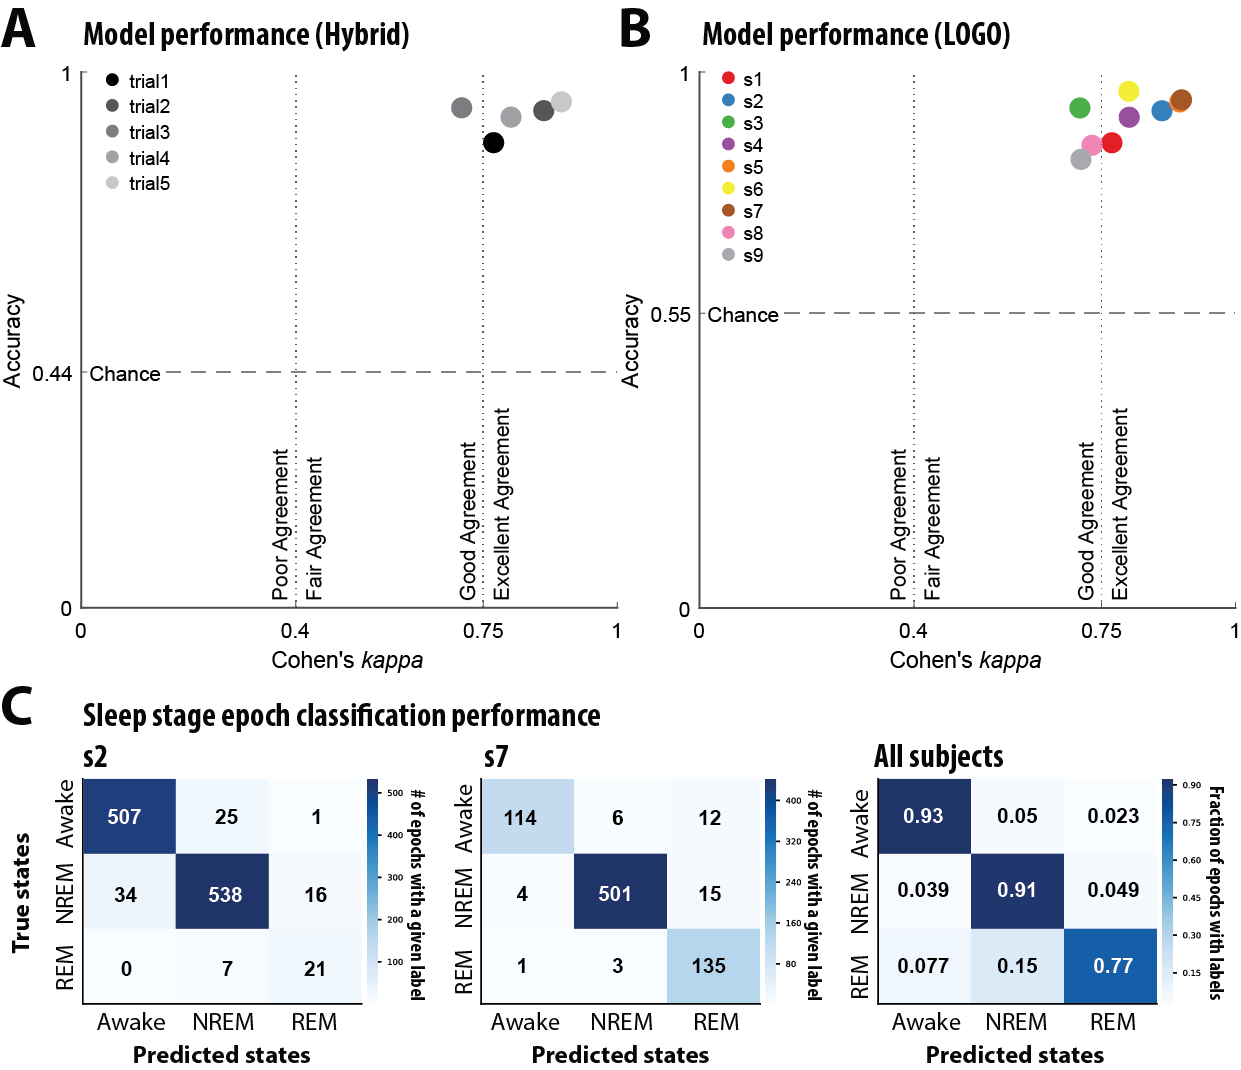 A
Model performance (Hybrid)
1
trial1
trial2
trial3
trial4
trial5
Accuracy
0.44
Chance
Poor Agreement
Fair Agreement
Good Agreement
Excellent Agreement
0
0
0.4
0.75
1
Cohen's kappa
B
Model performance (LOGO)
1
s1
s2
s3
s4
s5
s6
s7
s8
s9
Accuracy
0.55
Chance
Poor Agreement
Fair Agreement
Good Agreement
Excellent Agreement
0
0
0.4
0.75
1
Cohen's kappa
C
Sleep stage epoch classification performance
True states
s2
Awake
507
25
1
NREM
34
538
16
REM
0
7
21
Awake
NREM
REM
Predicted states
500
400
300
200
100
# of epochs with a given label
s7
Awake
114
6
12
NREM
4
501
15
REM
1
3
135
Awake
NREM
REM
Predicted states
400
320
240
160
80
# of epochs with a given label
All subjects
Awake
0.93
0.05
0.023
NREM
0.039
0.91
0.049
REM
0.077
0.15
0.77
Awake
NREM
REM
Predicted states
0.90
0.75
0.60
0.45
0.30
0.15
Fraction of epochs with labels